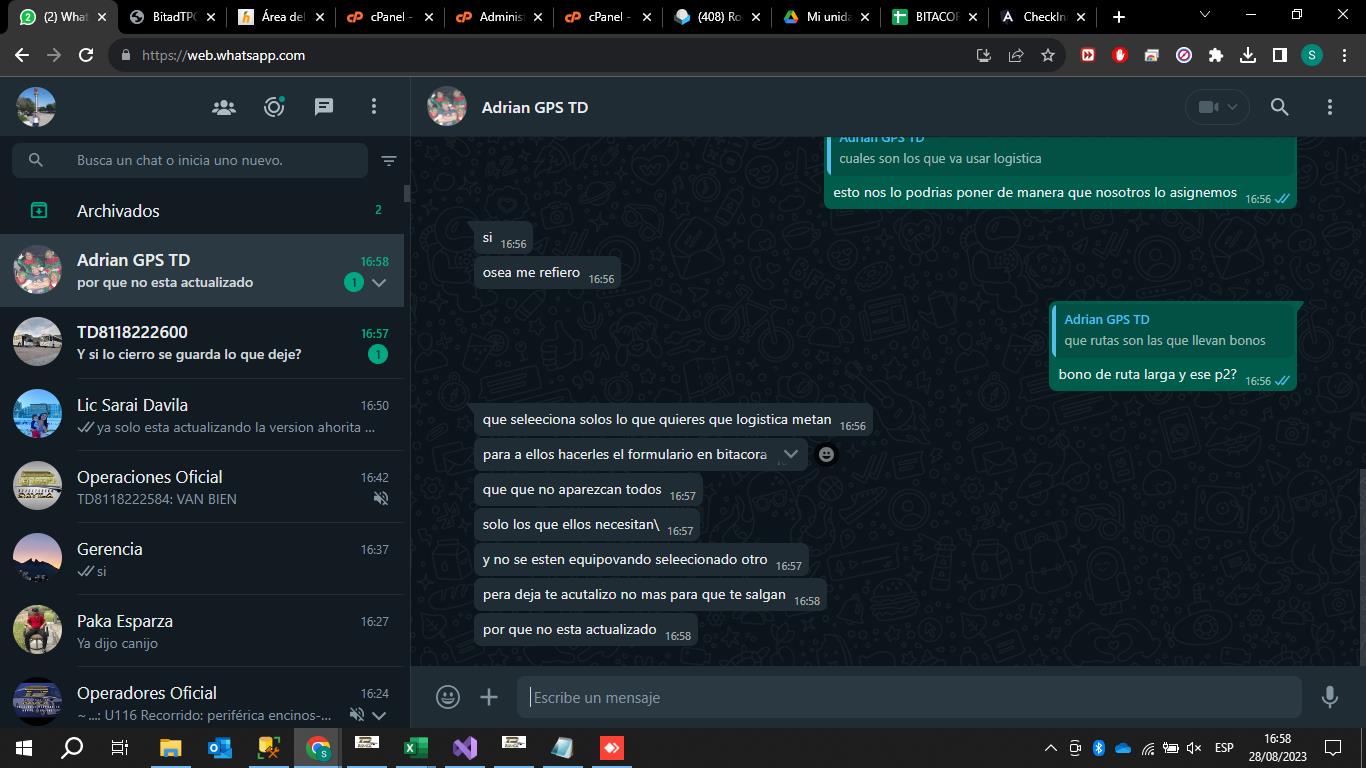 (2) What
BitadTPC
Área del
cPanel -
Administ
cPanel -
(408) Ro
Mi unida
BITACOR
CheckInr
https://web.whatsapp.com
S
Adrian GPS TD
Busca un chat o inicia uno nuevo.
Archivados
2
Adrian GPS TD
16:58
por que no esta actualizado
1
TD8118222600
16:57
Y si lo cierro se guarda lo que deje?
1
Lic Sarai Davila
16:50
ya solo esta actualizando la version ahorita ...
Operaciones Oficial
16:42
TD8118222584: VAN BIEN
Gerencia
16:37
si
Paka Esparza
16:27
Ya dijo canijo
Operadores Oficial
16:24
~ ...: U116 Recorrido: periférica encinos-...
Adrian GPS TD
cuales son los que va usar logistica
esto nos lo podrias poner de manera que nosotros lo asignemos 16:56
si 16:56
osea me refiero 16:56
Adrian GPS TD
que rutas son las que llevan bonos
bono de ruta larga y ese p2? 16:56
que seleeciona solos lo que quieres que logistica metan 16:56
para a ellos hacerles el formulario en bitacora
que que no aparezcan todos 16:57
solo los que ellos necesitan\ 16:57
y no se esten equipovando seleecionado otro 16:57
pera deja te acutalizo no mas para que te salgan 16:58
por que no esta actualizado 16:58
Escribe un mensaje
ESP
16:58
28/08/2023